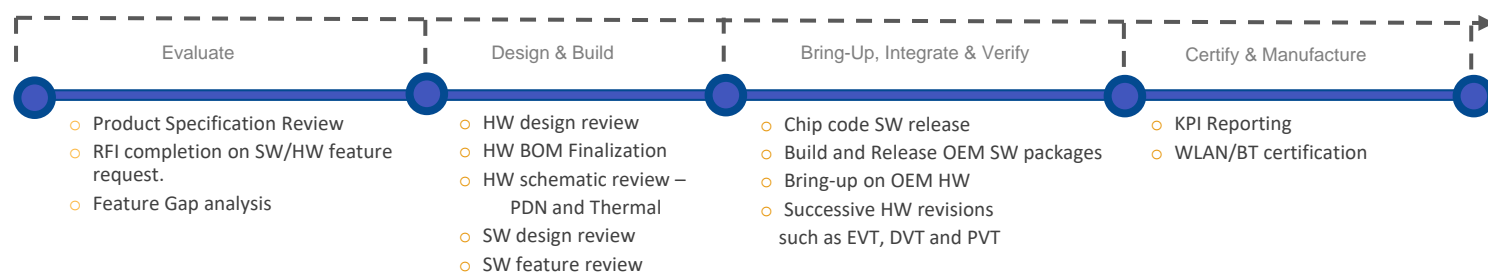 Evaluate
Design & Build
Bring-Up, Integrate & Verify
Certify & Manufacture
Product Specification Review
RFI completion on SW/HW feature
request.
Feature Gap analysis
HW design review
HW BOM Finalization
HW schematic review –
PDN and Thermal
SW design review
SW feature review
Chip code SW release
Build and Release OEM SW packages
Bring-up on OEM HW
Successive HW revisions
such as EVT, DVT and PVT
KPI Reporting
WLAN/BT certification